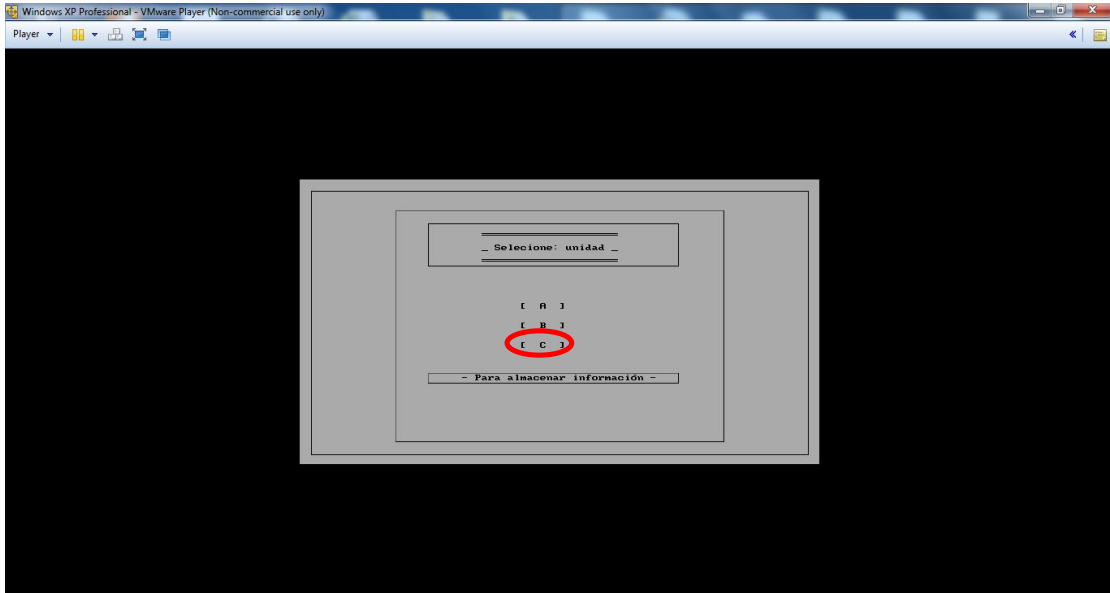 Windows XP Professional - VMware Player (Non-commercial use only)
Player
_ Selecione: unidad _
[ A ]
[ B ]
[ C ]
- Para almacenar información -